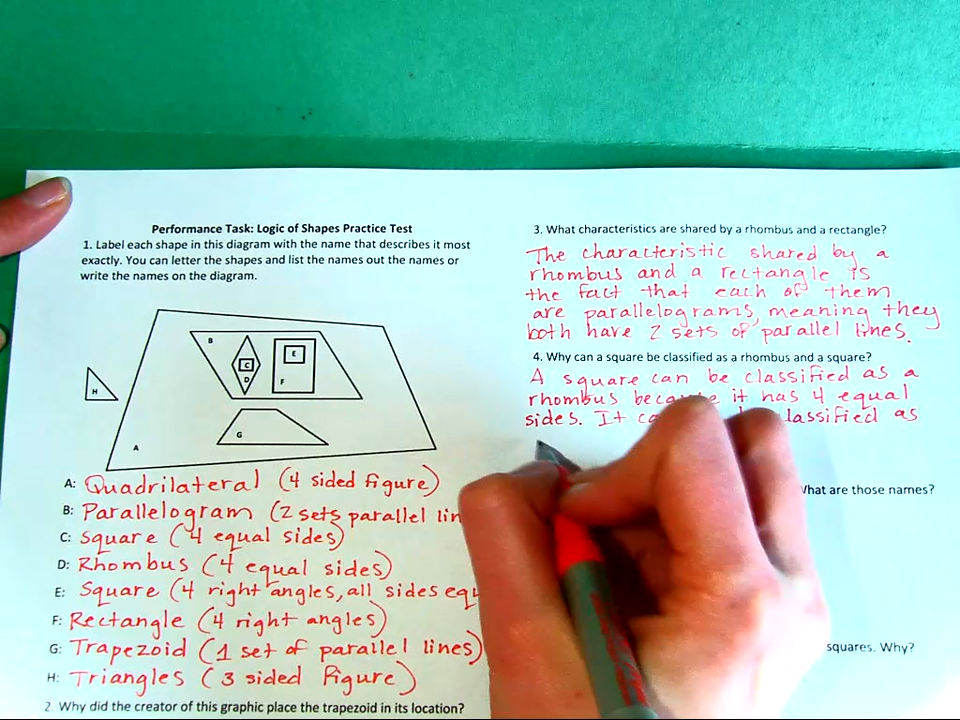 Performance Task: Logic of Shapes Practice Test
1. Label each shape in this diagram with the name that describes it most
exactly. You can letter the shapes and list the names out the names or
write the names on the diagram.
B
E
C
D
F
H
G
A
A: Quadrilateral (4 sided figure)
B: Parallelogram (2 sets parallel lin
C: Square (4 equal sides)
D: Rhombus (4 equal sides)
E: Square (4 right angles, all sides equ
F: Rectangle (4 right angles)
G: Trapezoid (1 set of parallel lines)
H: Triangles (3 sided figure)
2. Why did the creator of this graphic place the trapezoid in its location?
3. What characteristics are shared by a rhombus and a rectangle?
The characteristic shared by a
rhombus and a rectangle is
the fact that each of them
are parallelograms, meaning they
both have 2 sets of parallel lines.
4. Why can a square be classified as a rhombus and a square?
A square can be classified as a
rhombus because it has 4 equal
sides. It lassified as
What are those names?
squares. Why?